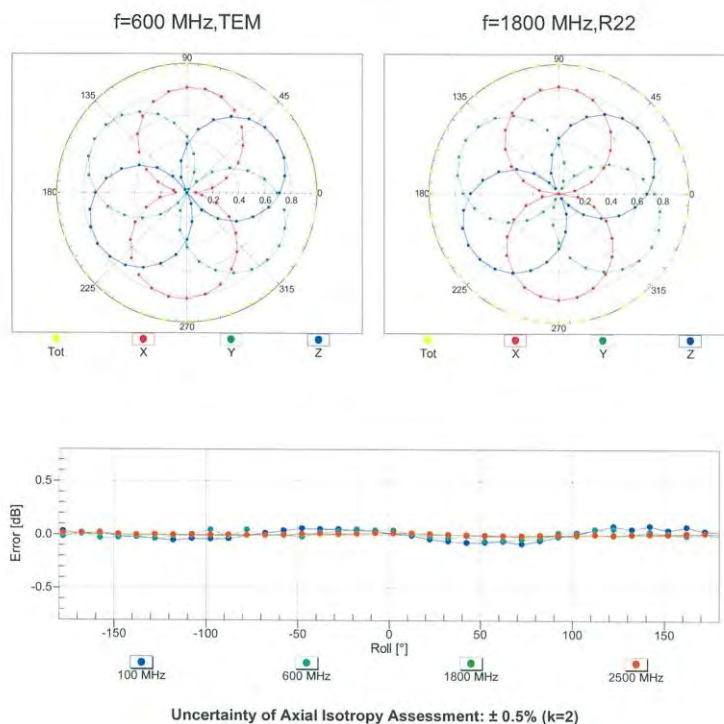 f=600 MHz,TEM
f=1800 MHz,R22
90
135
45
180
0.2 0.4 0.6 0.8
0
225
315
270
Tot X Y Z
90
135
45
180
0.2 0.4 0.6 0.8
0
225
315
270
Tot X Y Z
Error [dB]
0.5
0.0
-0.5
-150 -100 -50 0 50 100 150
Roll [°]
100 MHz 600 MHz 1800 MHz 2500 MHz
Uncertainty of Axial Isotropy Assessment: ± 0.5% (k=2)